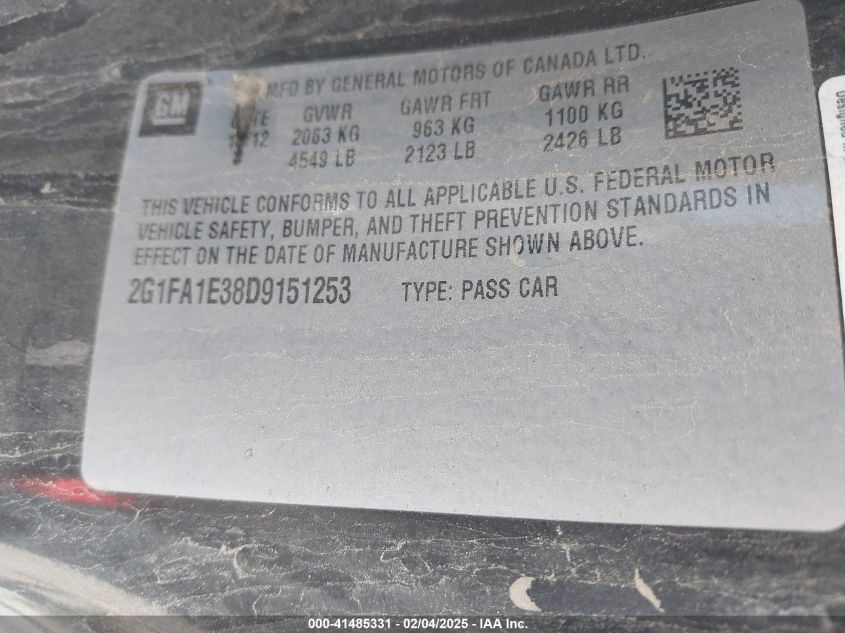 GM
MFD BY GENERAL MOTORS OF CANADA LTD.
GVWR GAWR FRT GAWR RR
2063 KG 963 KG 1100 KG
4549 LB 2123 LB 2426 LB
THIS VEHICLE CONFORMS TO ALL APPLICABLE U.S. FEDERAL MOTOR
VEHICLE SAFETY, BUMPER, AND THEFT PREVENTION STANDARDS IN
EFFECT ON THE DATE OF MANUFACTURE SHOWN ABOVE.
2G1FA1E38D9151253 TYPE: PASS CAR
000-41485331 - 02/04/2025 - IAA Inc.